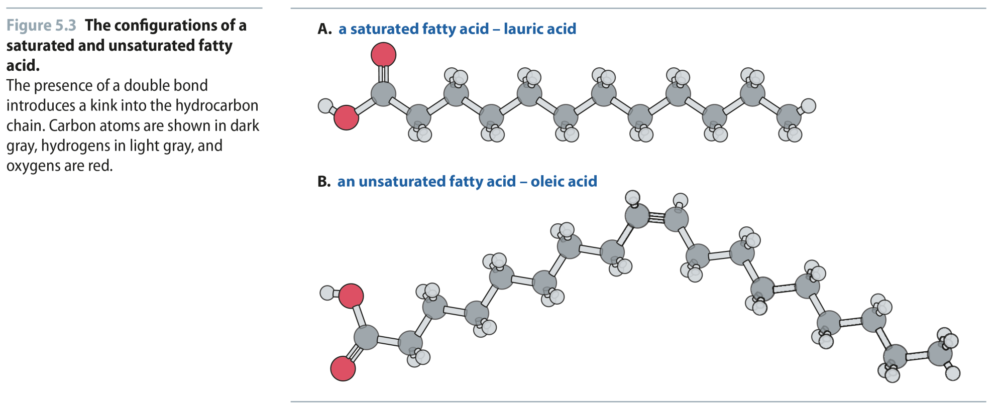 Figure 5.3 The configurations of a
saturated and unsaturated fatty
acid.
The presence of a double bond
introduces a kink into the hydrocarbon
chain. Carbon atoms are shown in dark
gray, hydrogens in light gray, and
oxygens are red.
A. a saturated fatty acid – lauric acid
B. an unsaturated fatty acid – oleic acid